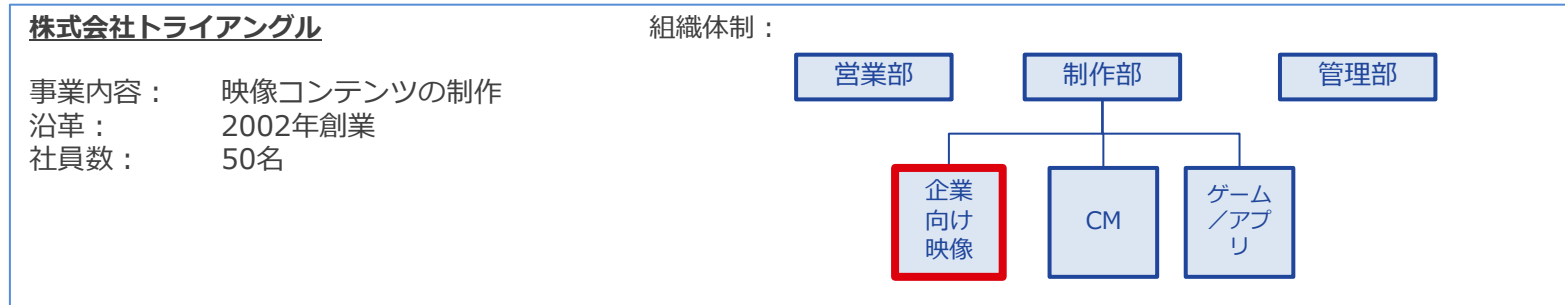 株式会社トライアングル
組織体制：
営業部
制作部
管理部
事業内容： 映像コンテンツの制作
沿革： 2002年創業
社員数： 50名
企業
向け
映像
CM
ゲーム
／アプ
リ